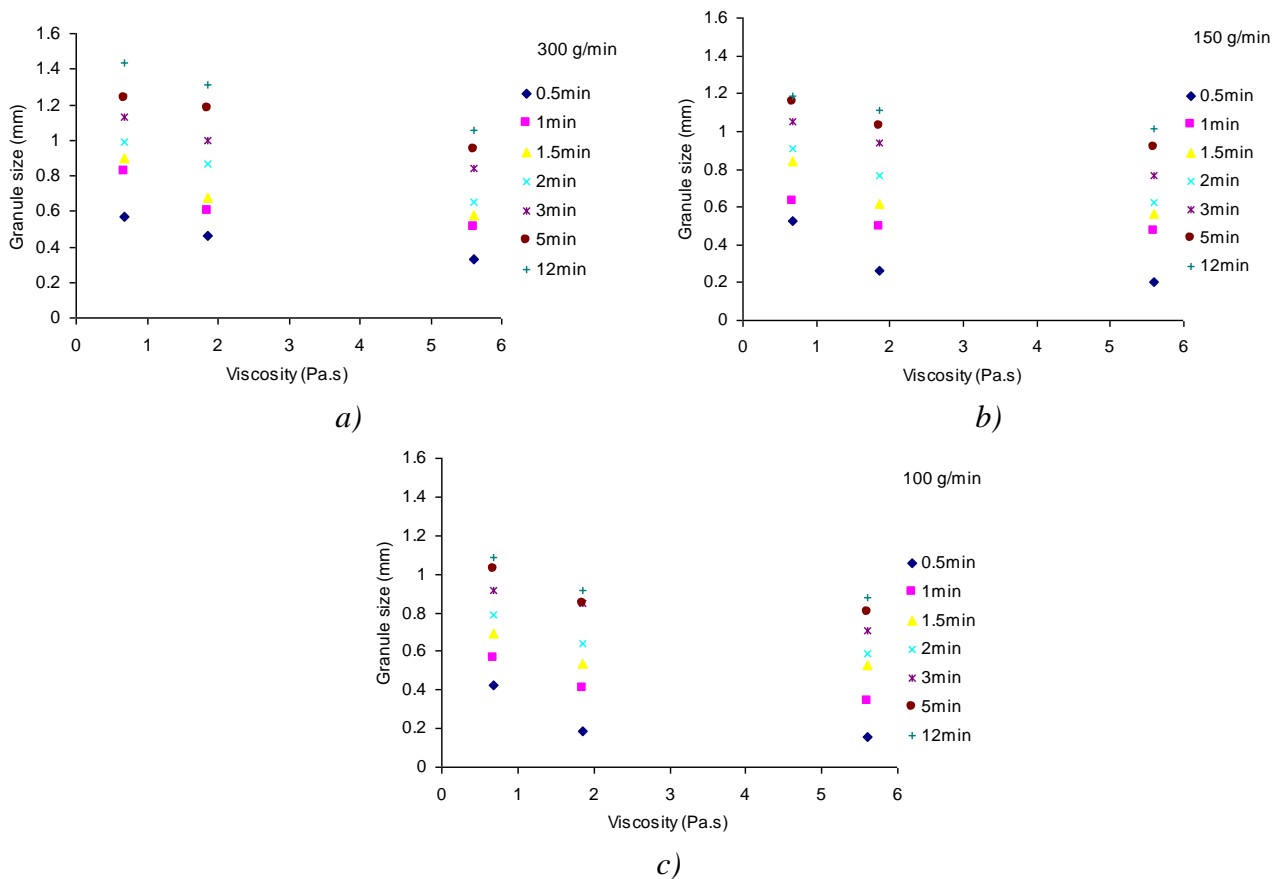 300 g/min
Granule size (mm)
1.6
1.4
1.2
1
0.8
0.6
0.4
0.2
0
0 1 2 3 4 5 6
Viscosity (Pa.s)
0.5min
1min
1.5min
2min
3min
5min
12min
a)
150 g/min
Granule size (mm)
1.6
1.4
1.2
1
0.8
0.6
0.4
0.2
0
0 1 2 3 4 5 6
Viscosity (Pa.s)
0.5min
1min
1.5min
2min
3min
5min
12min
b)
100 g/min
Granule size (mm)
1.6
1.4
1.2
1
0.8
0.6
0.4
0.2
0
0 1 2 3 4 5 6
Viscosity (Pa.s)
0.5min
1min
1.5min
2min
3min
5min
12min
c)